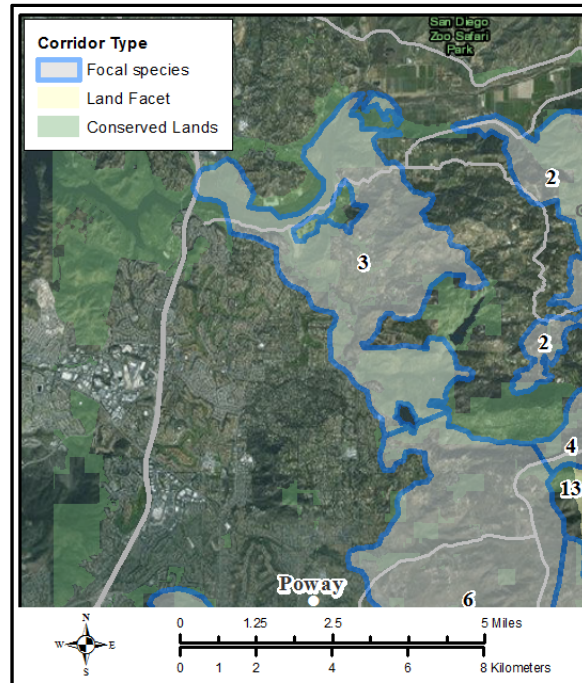 San Diego
Zoo Safari
Park
Corridor Type
Focal species
Land Facet
Conserved Lands
2
3
2
4
13
Poway
6
N
W E
S
0 1.25 2.5 5 Miles
0 1 2 4 6 8 Kilometers